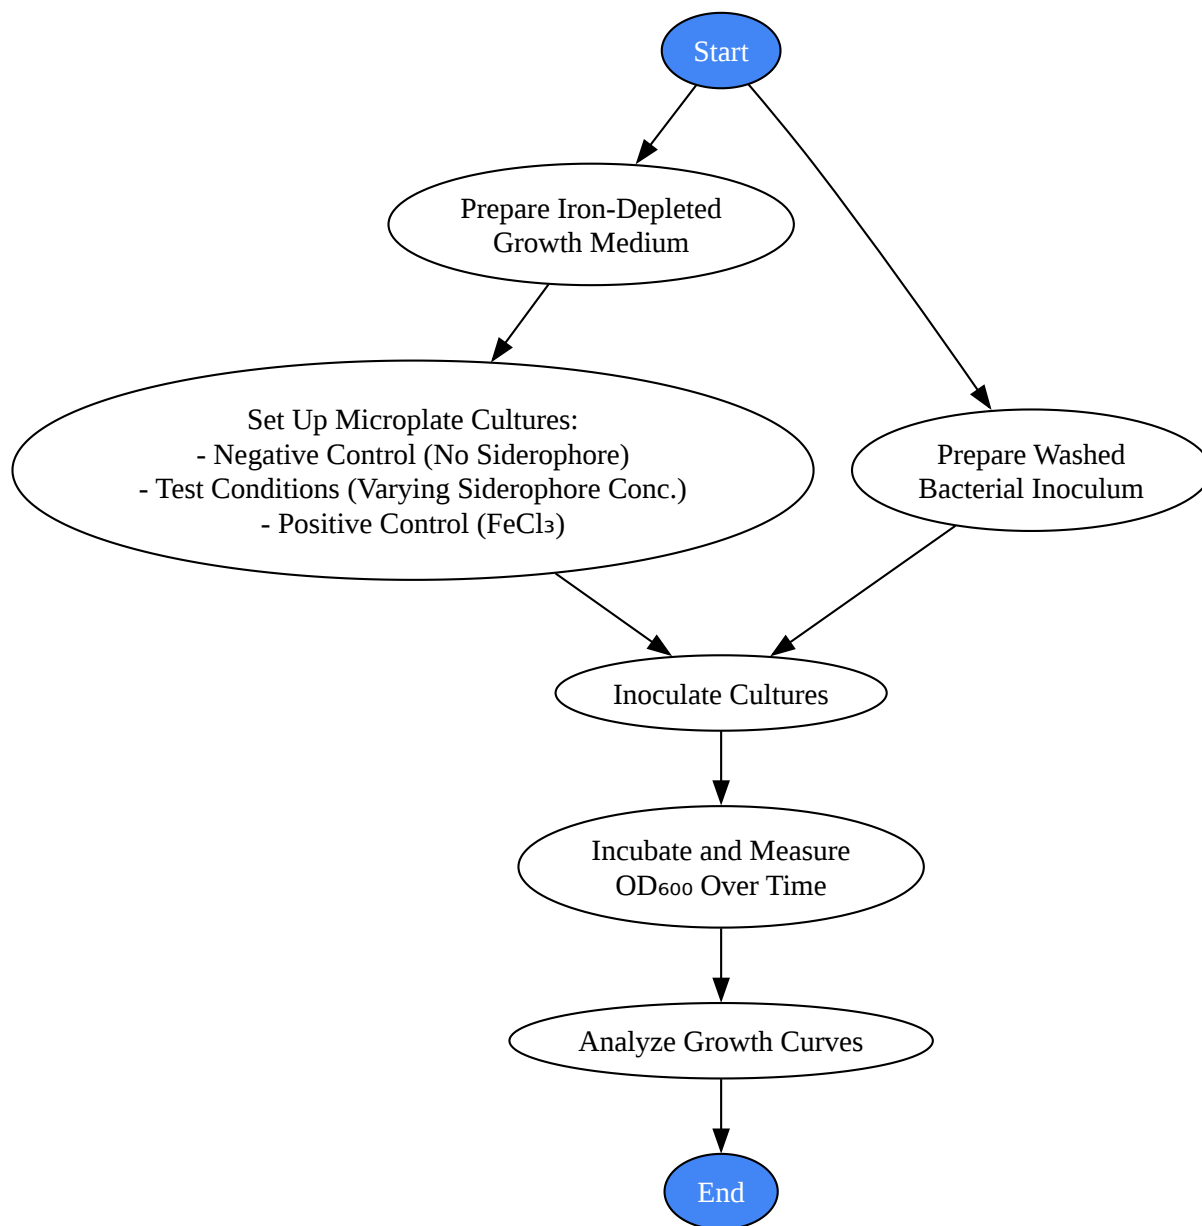 Start
Prepare Iron-Depleted
Growth Medium
Set Up Microplate Cultures:
- Negative Control (No Siderophore)
- Test Conditions (Varying Siderophore Conc.)
- Positive Control (FeCl₃)
Prepare Washed
Bacterial Inoculum
Inoculate Cultures
Incubate and Measure
OD₆₀₀ Over Time
Analyze Growth Curves
End